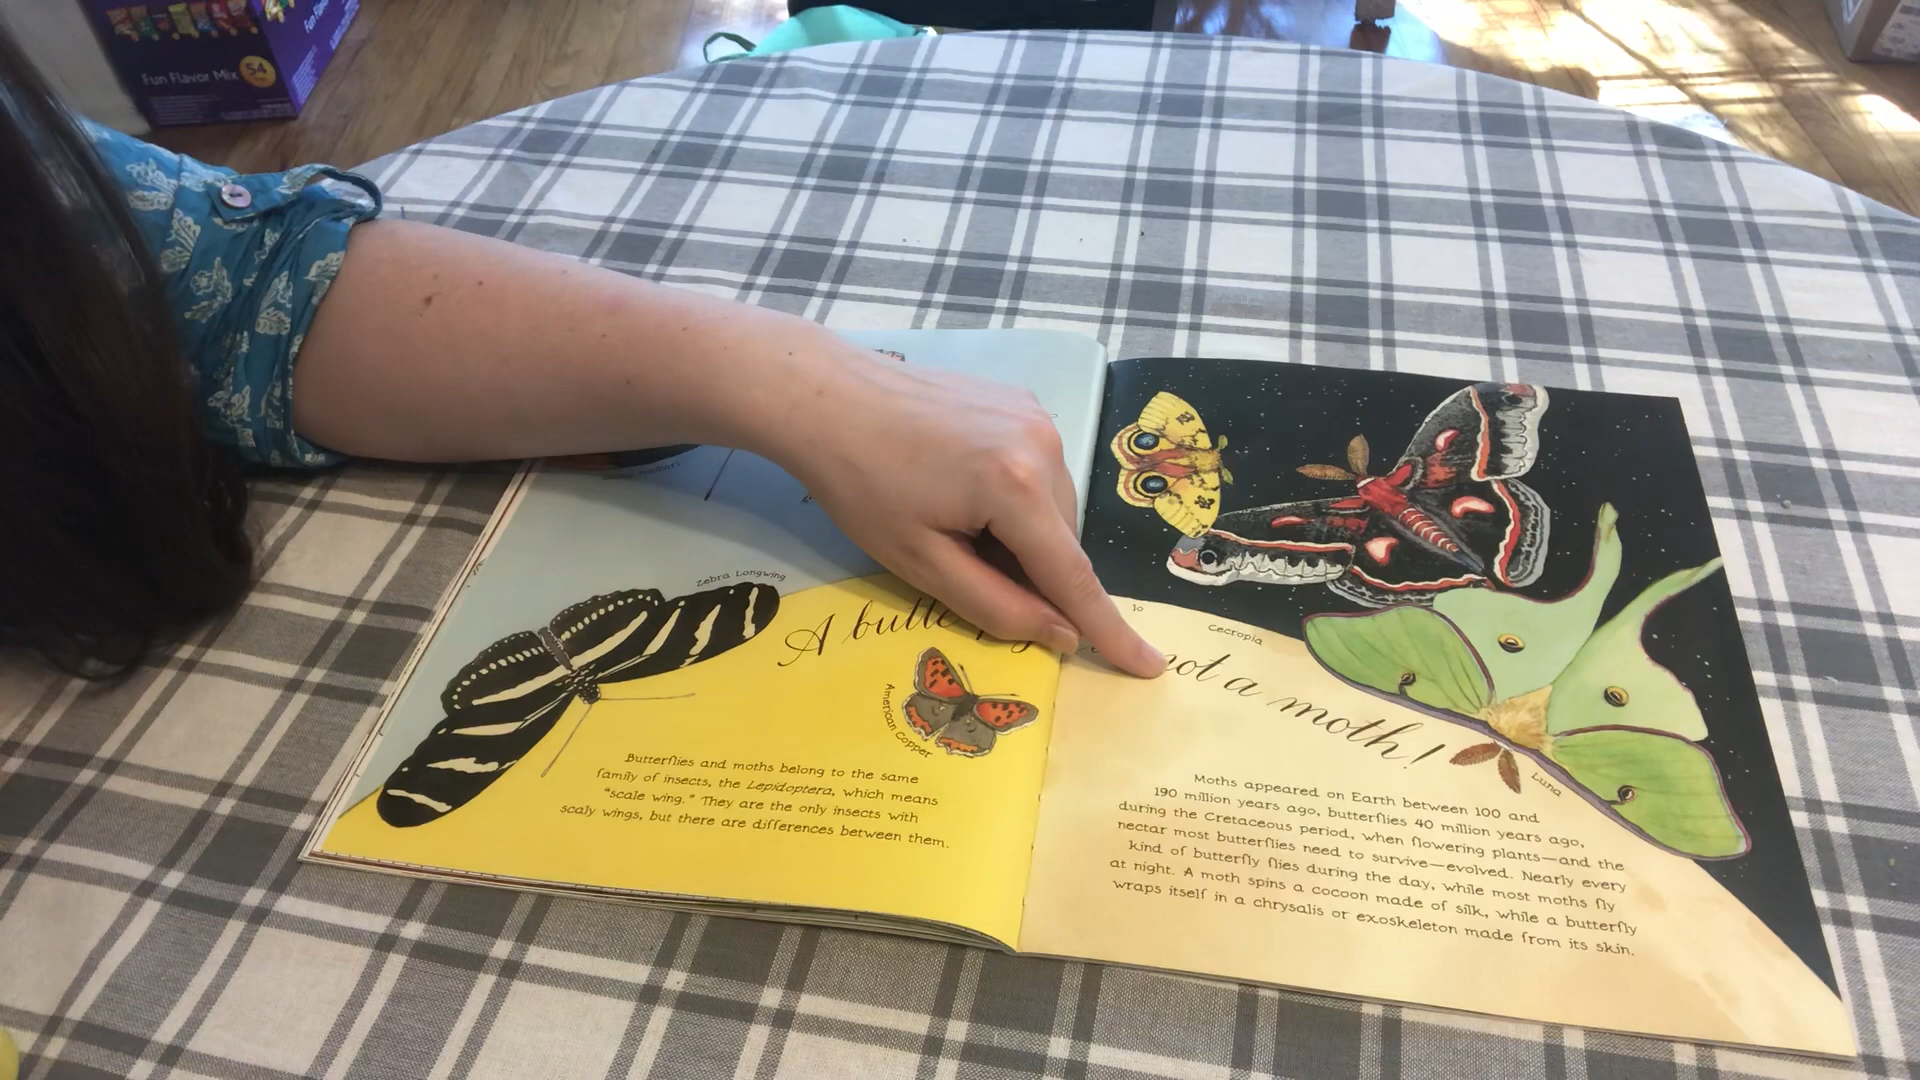 Fun Flavor Mix 54
Fun Flavor
Zebra Longwing
A butte
not a moth!
American Copper
Butterflies and moths belong to the same
family of insects, the Lepidoptera, which means
"scale wing." They are the only insects with
scaly wings, but there are differences between them.
Io
Cecropia
Luna
Moths appeared on Earth between 100 and
190 million years ago, butterflies 40 million years ago,
during the Cretaceous period, when flowering plants—and the
nectar most butterflies need to survive—evolved. Nearly every
kind of butterfly flies during the day, while most moths fly
at night. A moth spins a cocoon made of silk, while a butterfly
wraps itself in a chrysalis or exoskeleton made from its skin.